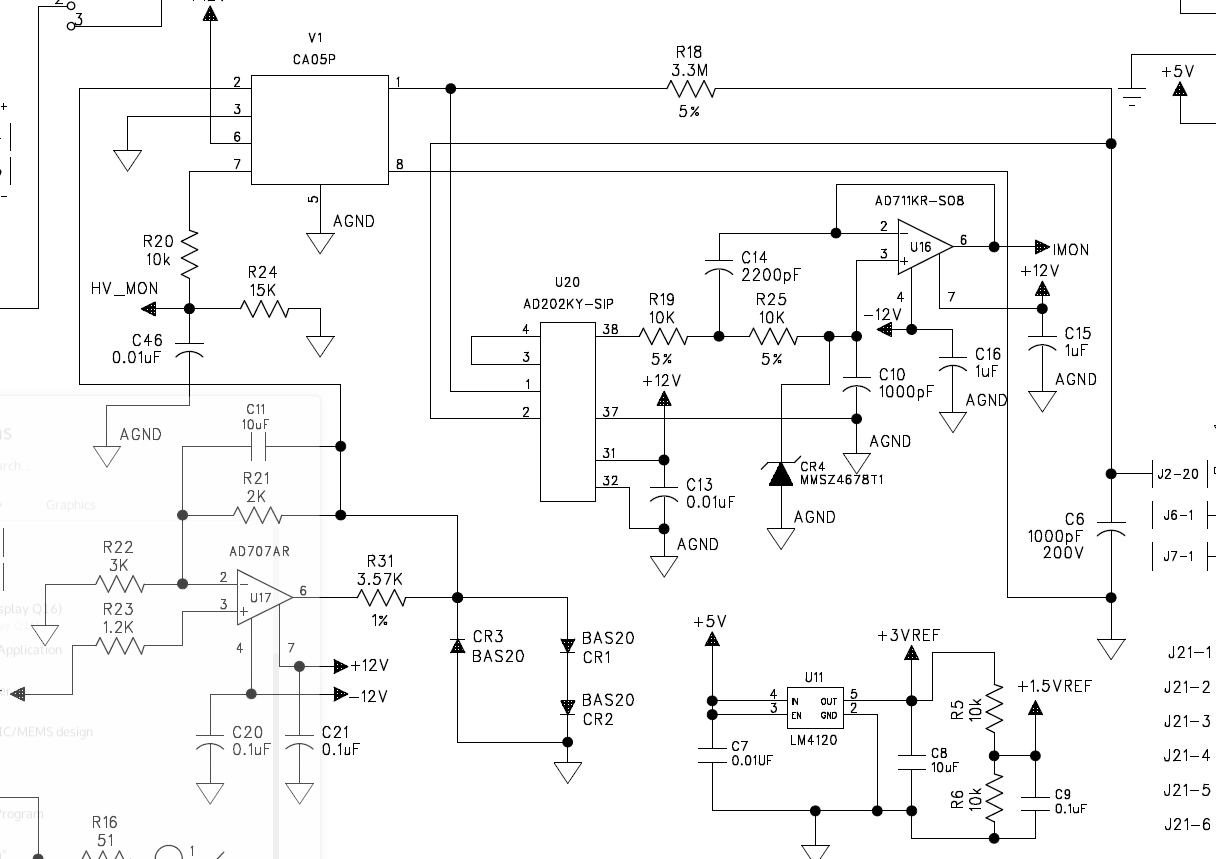 2
3
V1
CA05P
2
3
6
7
1
8
5
AGND
R18
3.3M
5%
+5V
+
-
R20
10k
HV_MON
R24
15K
C46
0.01uF
AGND
AD711KR-SO8
2
3
U16
6
IMON
4
7
+12V
-12V
C14
2200pF
U20
AD202KY-SIP
4
3
1
2
38
37
31
32
R19
10K
5%
R25
10K
5%
+12V
C10
1000pF
AGND
C16
1uF
AGND
C15
1uF
AGND
CR4
MMSZ4678T1
AGND
C13
0.01uF
AGND
C11
10uF
R21
2K
Graphics
AD707AR
R22
3K
2
3
U17
6
4
7
R23
1.2K
R31
3.57K
1%
+12V
-12V
C20
0.1uF
C21
0.1uF
Application
IC/MEMS design
Program
CR3
BAS20
BAS20
CR1
BAS20
CR2
C6
1000pF
200V
J2-20
J6-1
J7-1
+5V
+3VREF
U11
4
3
IN
EN
OUT
GND
5
2
LM4120
C7
0.01UF
C8
10uF
R5
10k
+1.5VREF
R6
10k
C9
0.1uF
J21-1
J21-2
J21-3
J21-4
J21-5
J21-6
R16
51
1